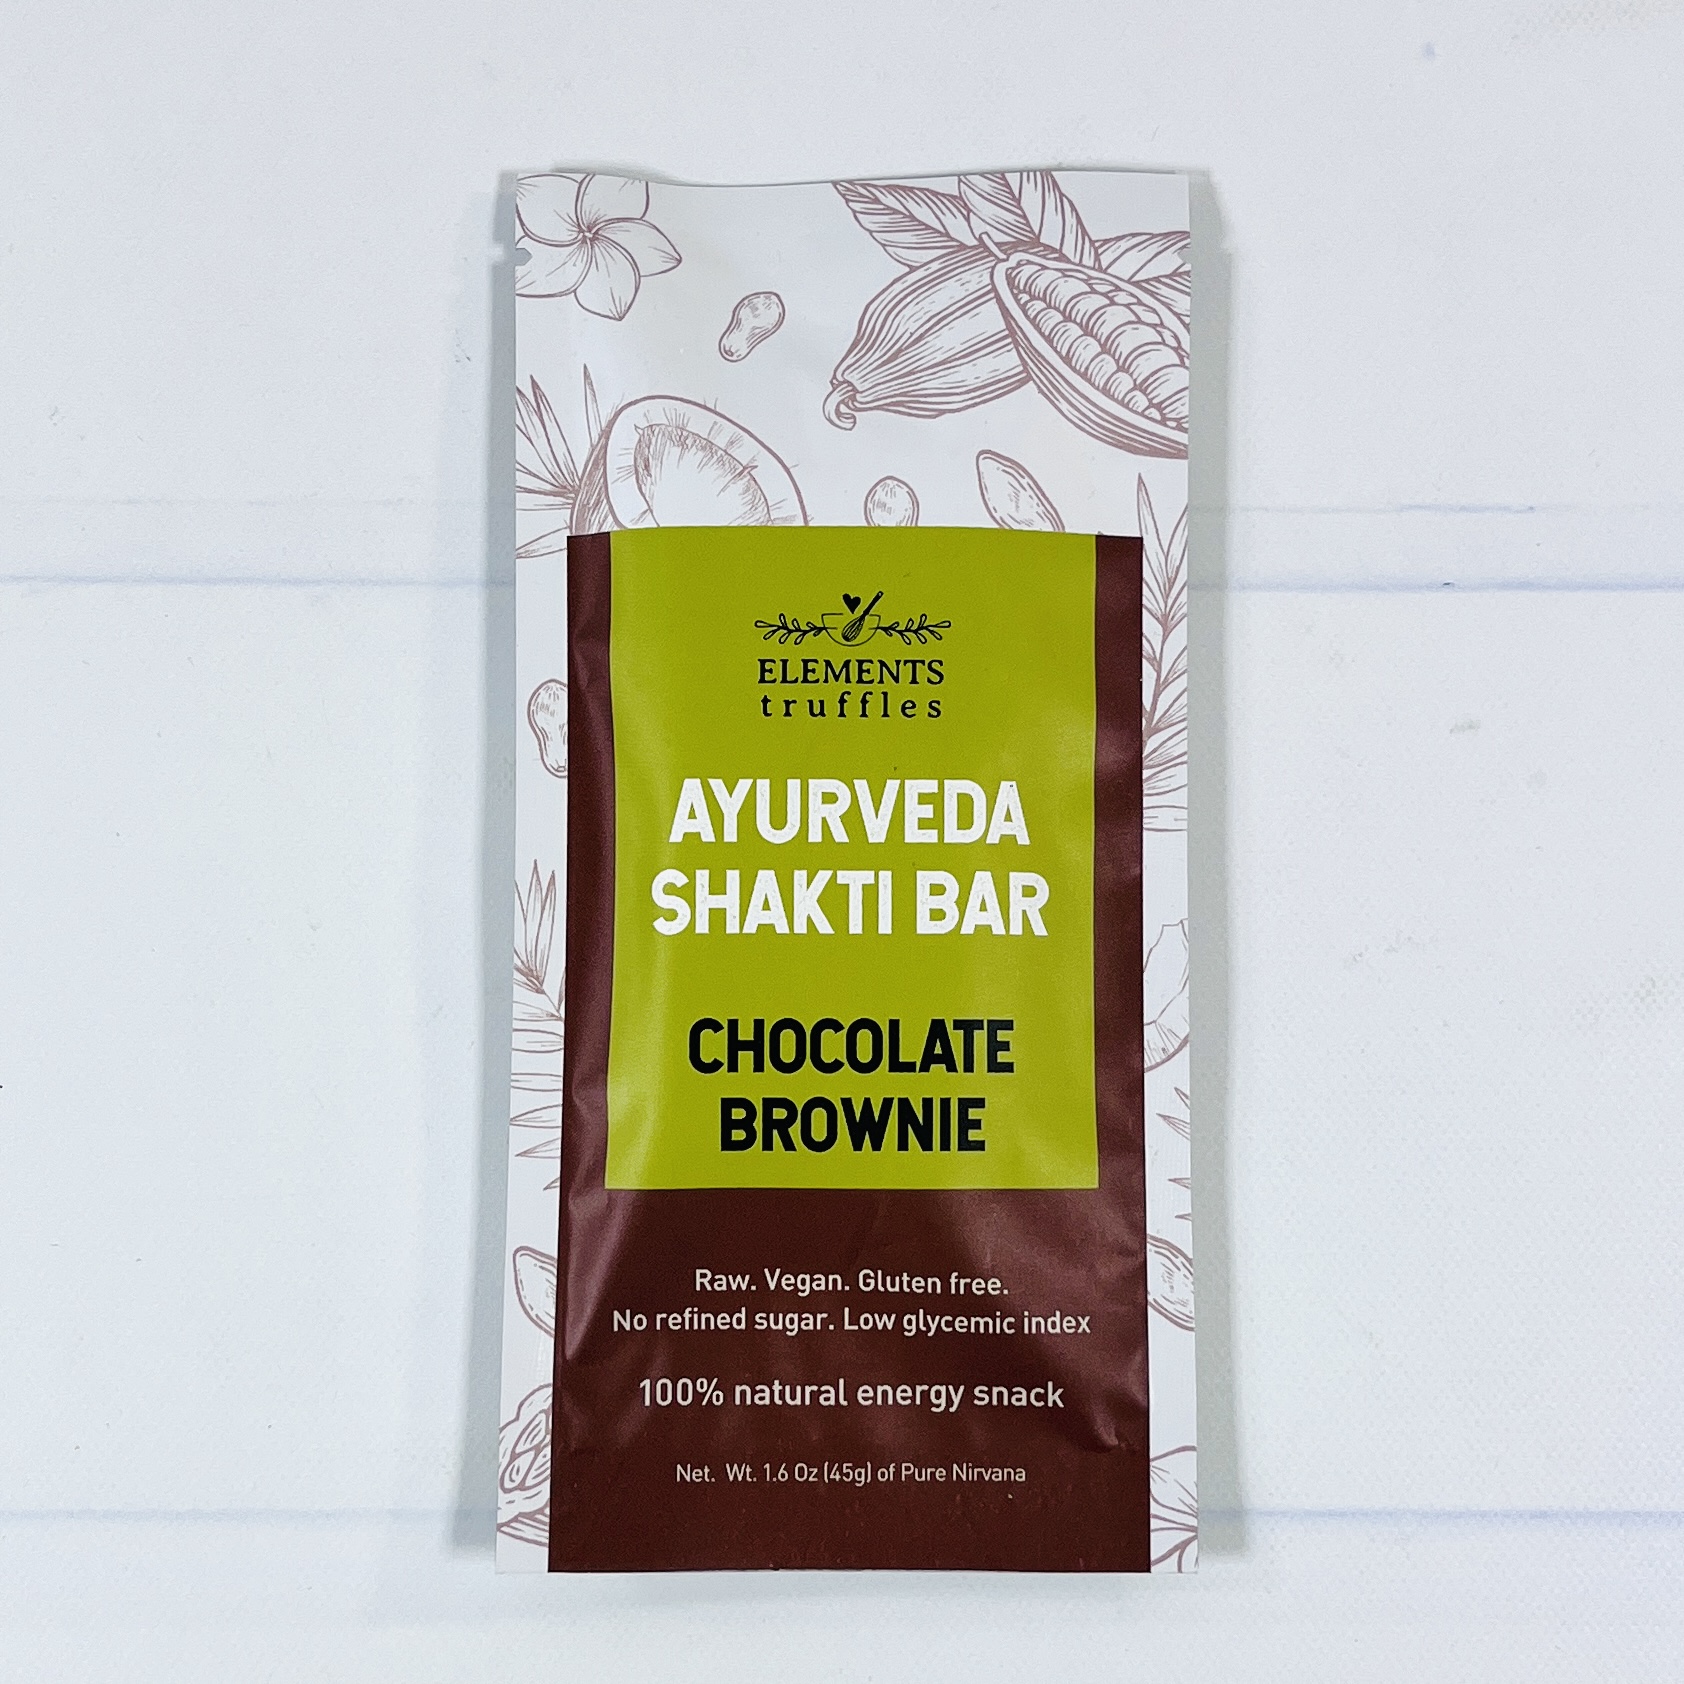 ELEMENTS
truffles
AYURVEDA
SHAKTI BAR
CHOCOLATE
BROWNIE
Raw. Vegan. Gluten free.
No refined sugar. Low glycemic index
100% natural energy snack
Net. Wt. 1.6 Oz (45g) of Pure Nirvana